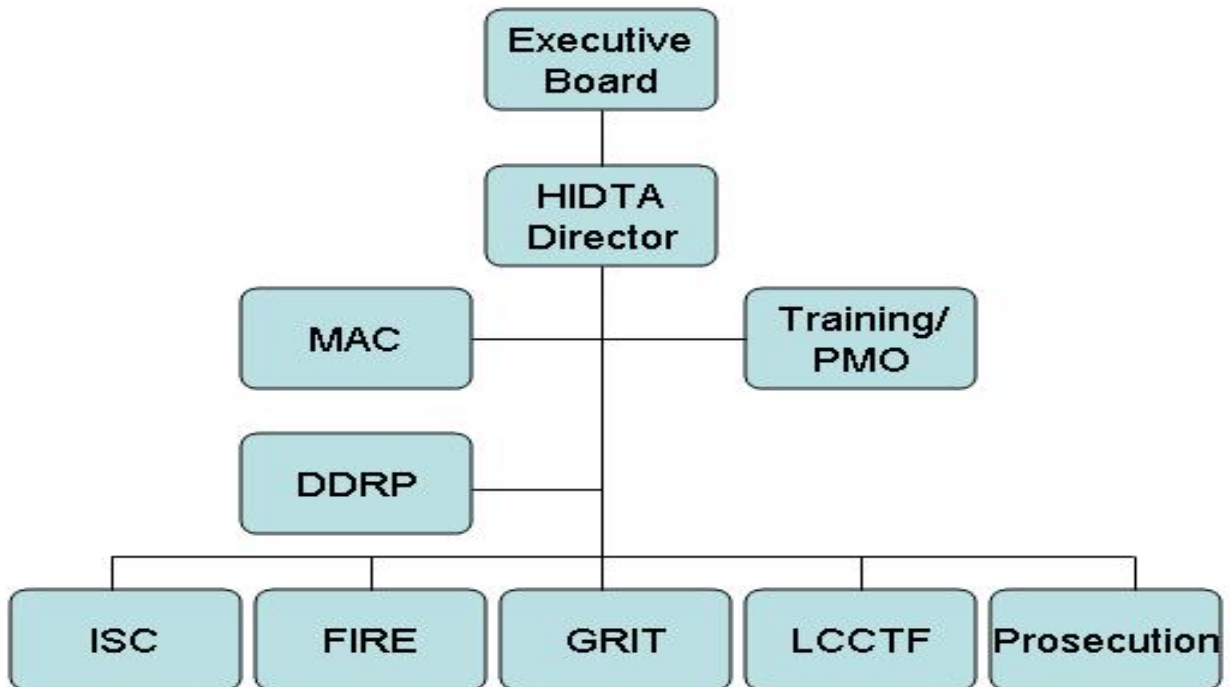 Executive
Board
HIDTA
Director
MAC
Training/
PMO
DDRP
ISC
FIRE
GRIT
LCCTF
Prosecution